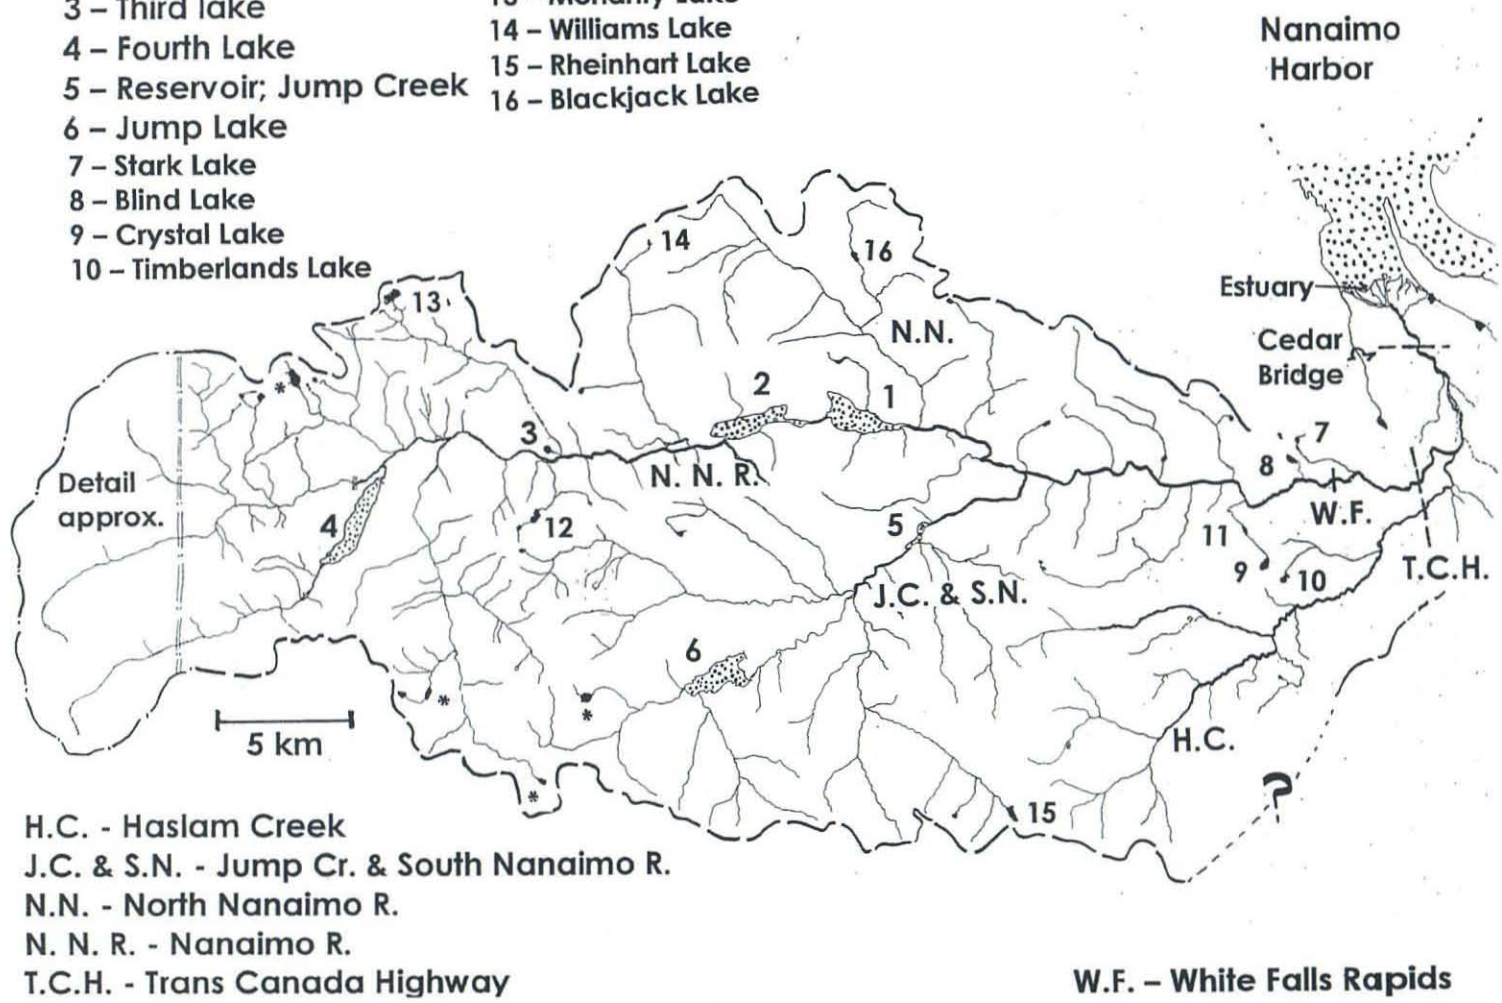 3 – Third lake
4 – Fourth Lake
5 – Reservoir; Jump Creek
6 – Jump Lake
7 – Stark Lake
8 – Blind Lake
9 – Crystal Lake
10 – Timberlands Lake
14 – Williams Lake
15 – Rheinhart Lake
16 – Blackjack Lake
Nanaimo
Harbor
14
16
Estuary
13
N.N.
Cedar
Bridge
2
1
3
7
8
N. N. R.
Detail
approx.
4
12
5
W.F.
11
9
10
T.C.H.
J.C. & S.N.
6
*
*
*
*
5 km
H.C.
?
15
H.C. - Haslam Creek
J.C. & S.N. - Jump Cr. & South Nanaimo R.
N.N. - North Nanaimo R.
N. N. R. - Nanaimo R.
T.C.H. - Trans Canada Highway
W.F. – White Falls Rapids